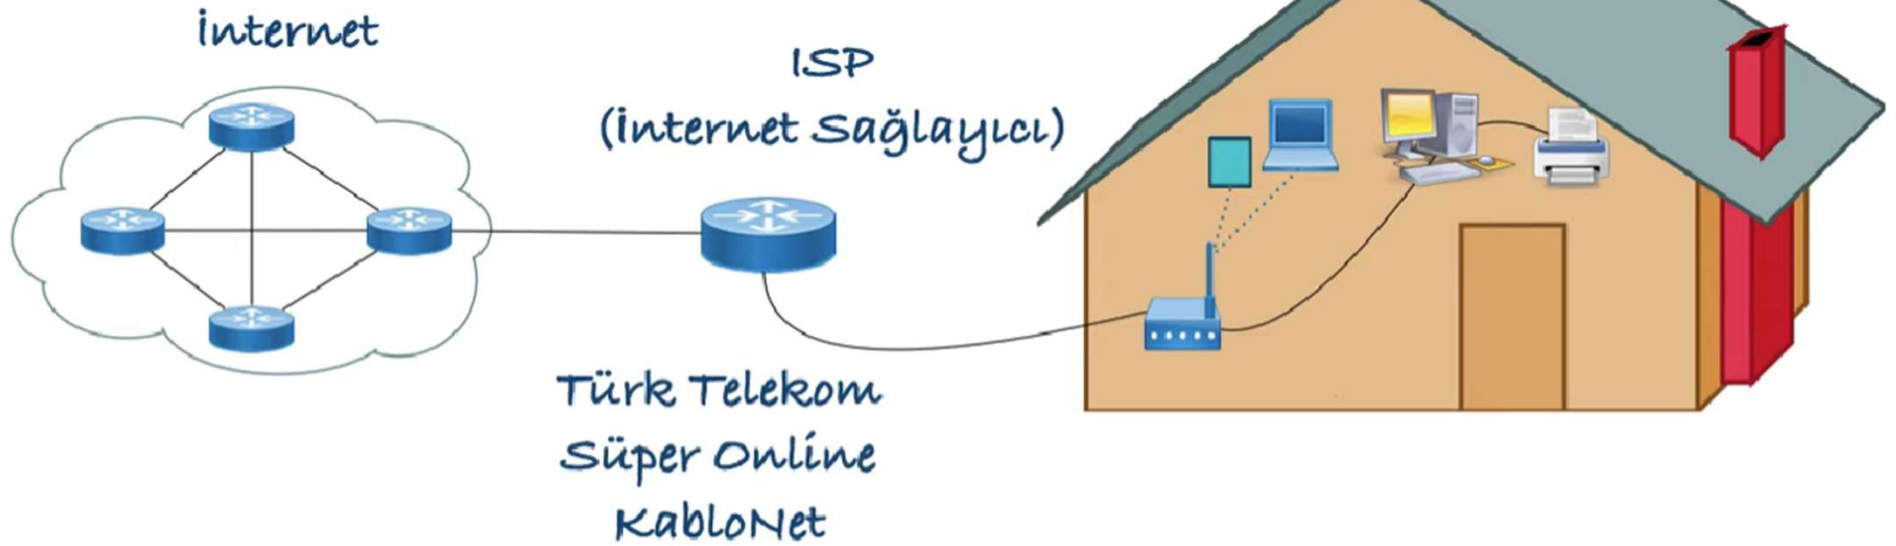 İnternet
ISP
(İnternet Sağlayıcı)
Türk Telekom
Süper Online
KabloNet